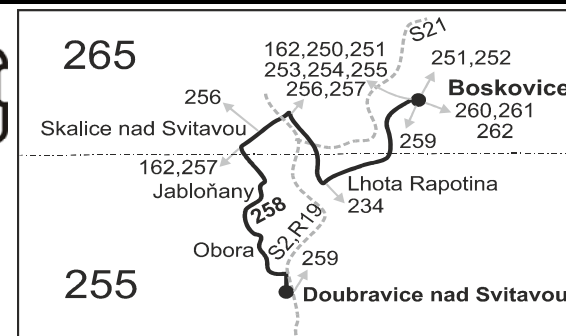 S21
265
162,250,251
253,254,255
256,257
251,252
Boskovice
256
260,261
262
Skalice nad Svitavou
259
162,257
Jabloňany
Lhota Rapotina
234
258
S2,R19
Obora
259
255
Doubravice nad Svitavou